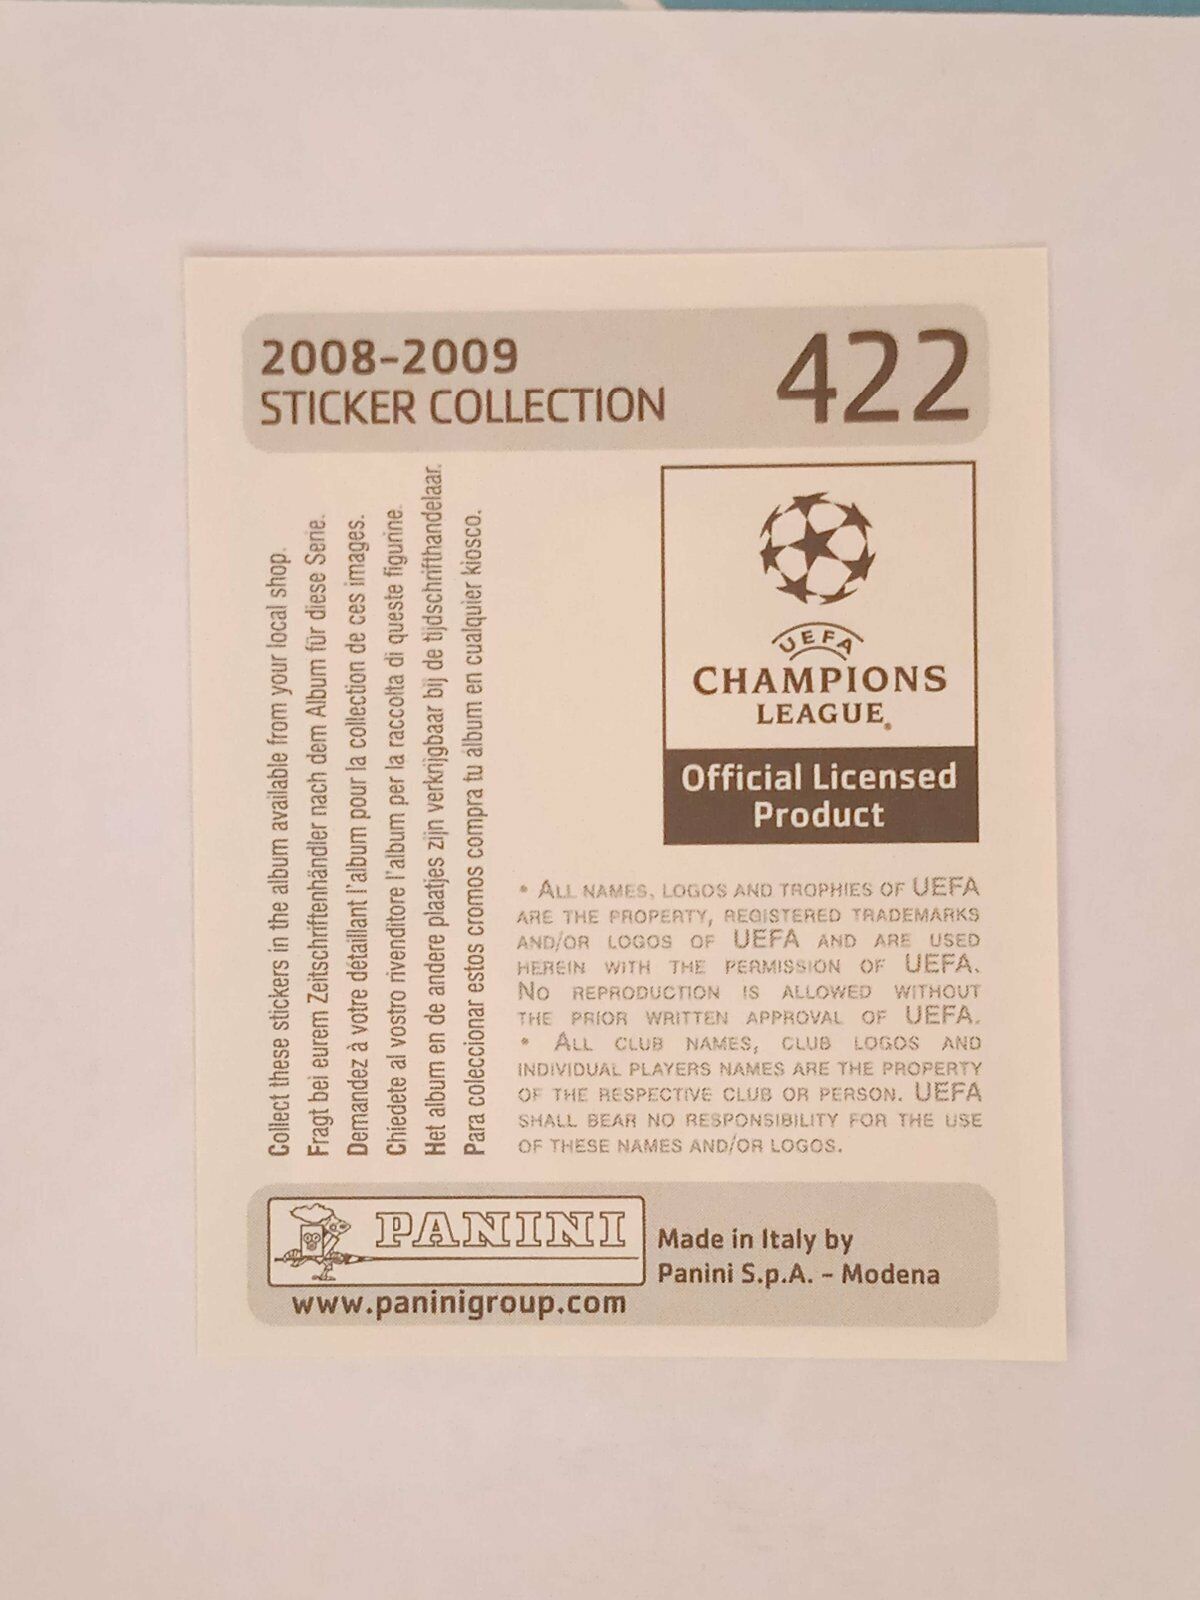 2008-2009
STICKER COLLECTION
422
Collect these stickers in the album available from your local shop.
Fragt bei eurem Zeitschriftenhändler nach dem Album für diese Serie.
Demandez à votre détaillant l'album pour la collection de ces images.
Chiedete al vostro rivenditore l'album per la raccolta di queste figurine.
Het album en de andere plaatjes zijn verkrijgbaar bij de tijdschrifthandelaar.
Para coleccionar estos cromos compra tu álbum en cualquier kiosco.
UEFA
CHAMPIONS
LEAGUE®
Official Licensed
Product
• ALL NAMES, LOGOS AND TROPHIES OF UEFA
ARE THE PROPERTY, REGISTERED TRADEMARKS
AND/OR LOGOS OF UEFA AND ARE USED
HEREIN WITH THE PERMISSION OF UEFA.
NO REPRODUCTION IS ALLOWED WITHOUT
THE PRIOR WRITTEN APPROVAL OF UEFA.
• ALL CLUB NAMES, CLUB LOGOS AND
INDIVIDUAL PLAYERS NAMES ARE THE PROPERTY
OF THE RESPECTIVE CLUB OR PERSON. UEFA
SHALL BEAR NO RESPONSIBILITY FOR THE USE
OF THESE NAMES AND/OR LOGOS.
PANINI
www.paninigroup.com
Made in Italy by
Panini S.p.A. - Modena